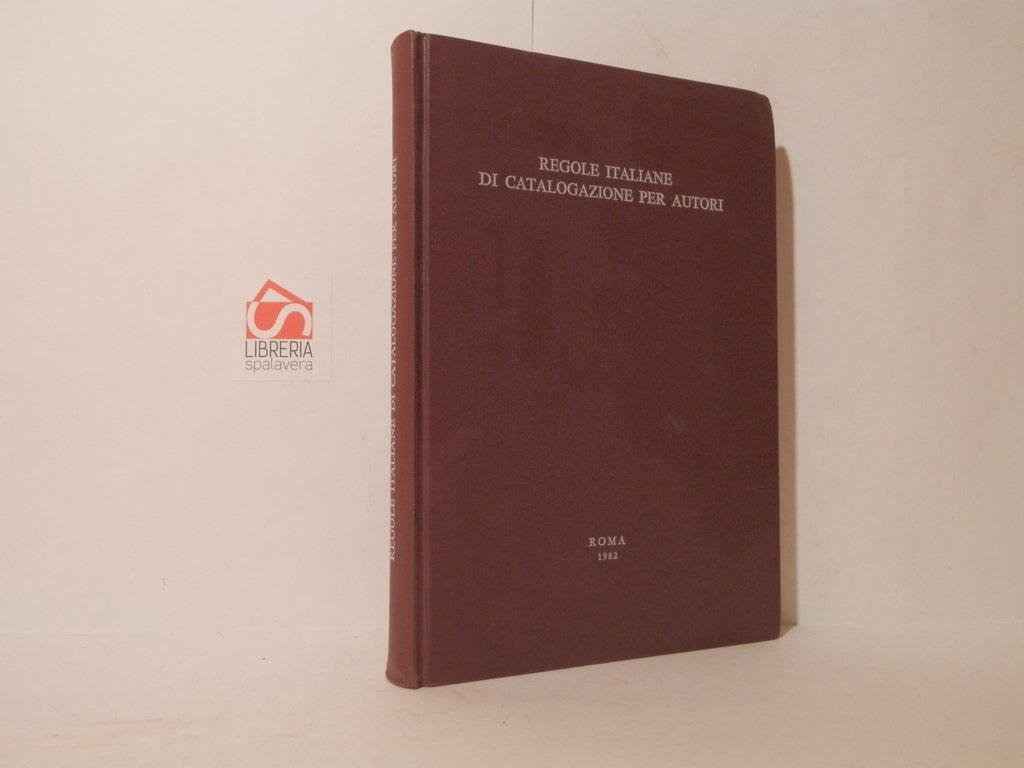 REGOLE ITALIANE
DI CATALOGAZIONE PER AUTORI
ROMA
1982
REGOLE ITALIANE DI CATALOGAZIONE PER AUTORI
LIBRERIA
spalavera